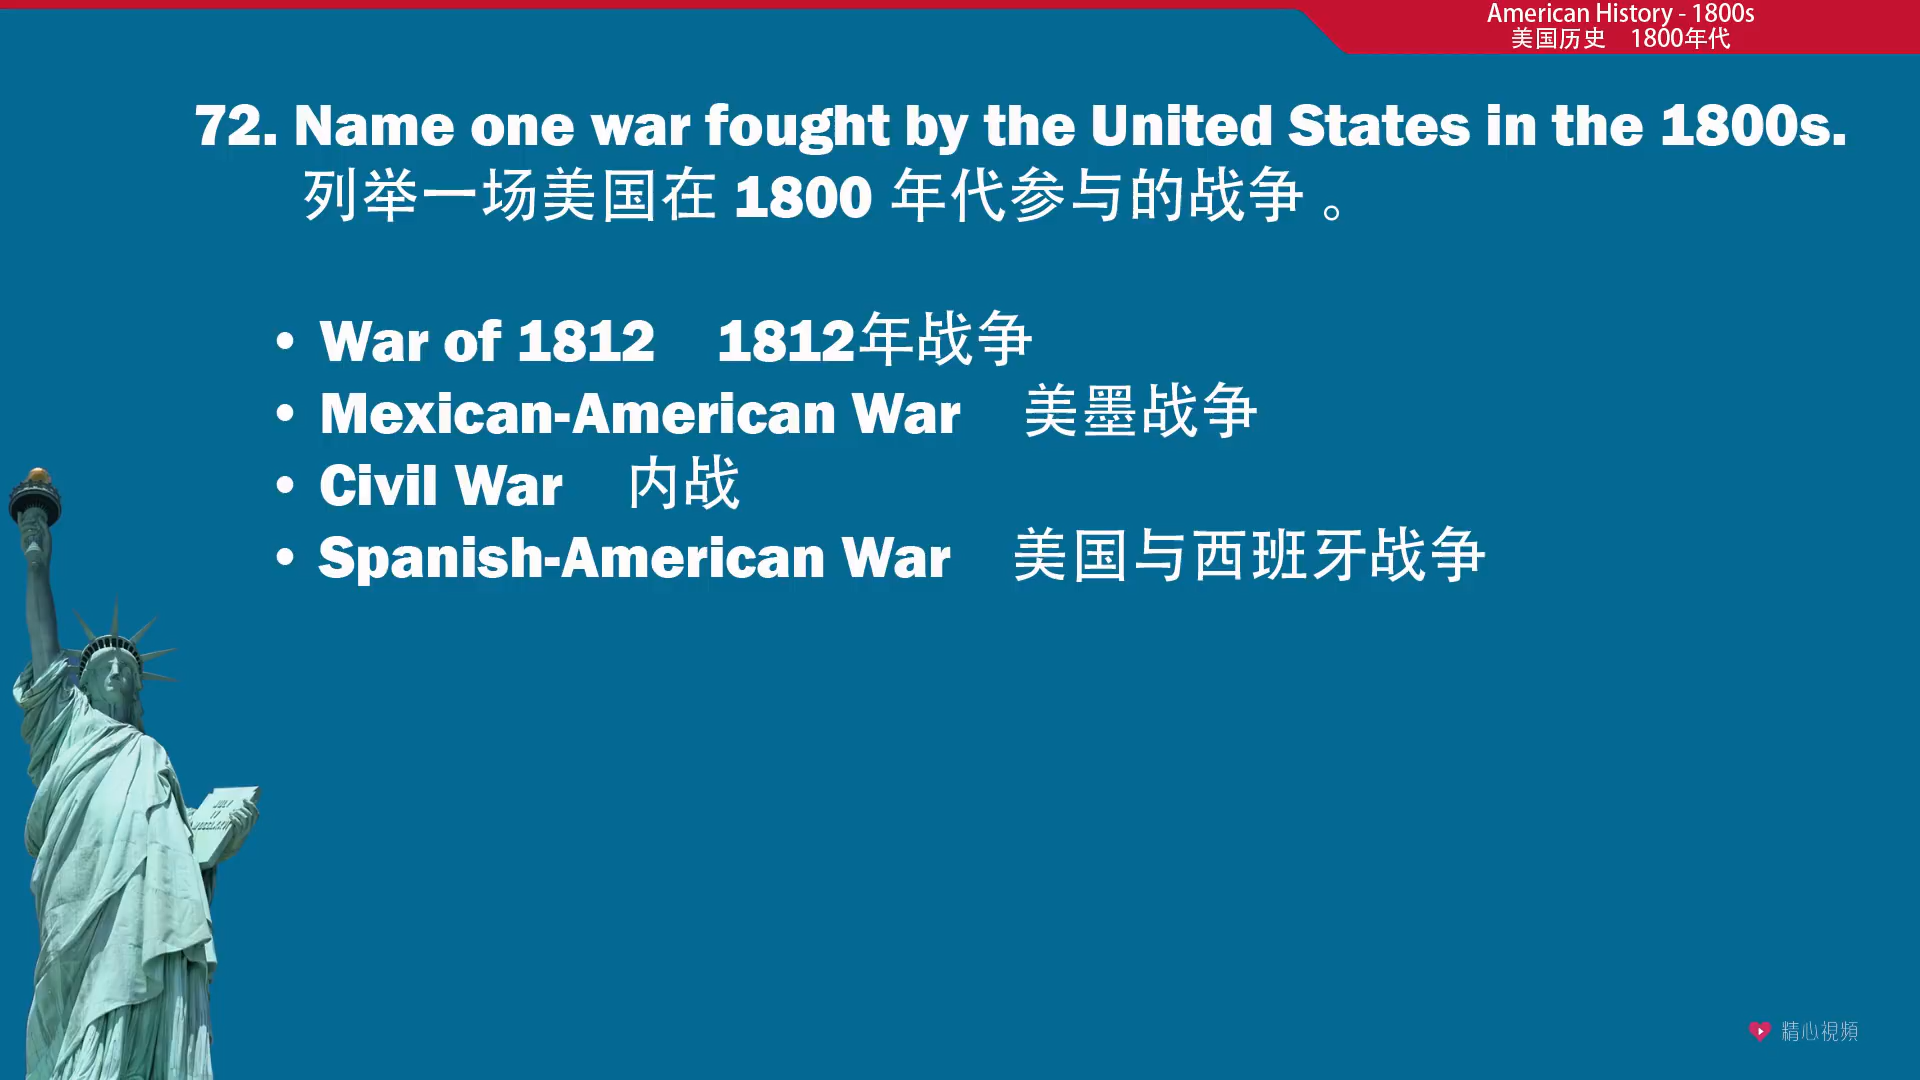 American History - 1800s
美国历史 1800年代
72. Name one war fought by the United States in the 1800s.
列举一场美国在 1800 年代参与的战争。
• War of 1812 1812年战争
• Mexican-American War 美墨战争
• Civil War 内战
• Spanish-American War 美国与西班牙战争
JULY
IV
精心視頻